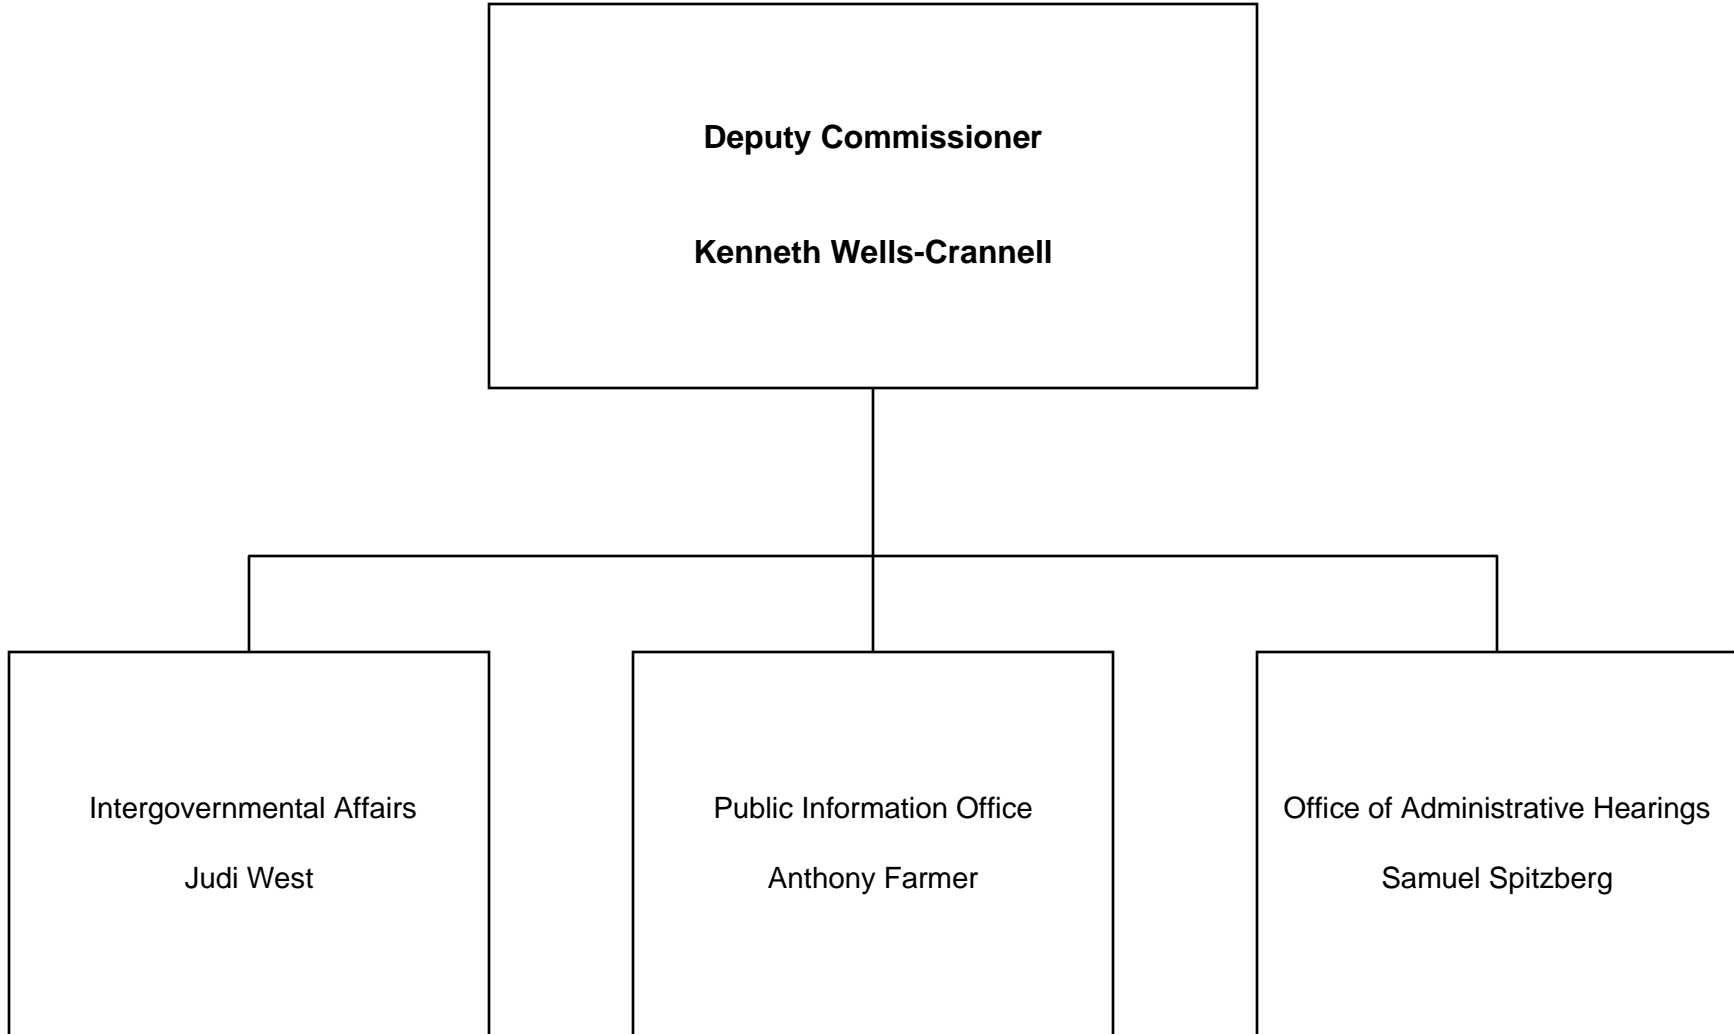 Deputy Commissioner
Kenneth Wells-Crannell
Intergovernmental Affairs
Judi West
Public Information Office
Anthony Farmer
Office of Administrative Hearings
Samuel Spitzberg